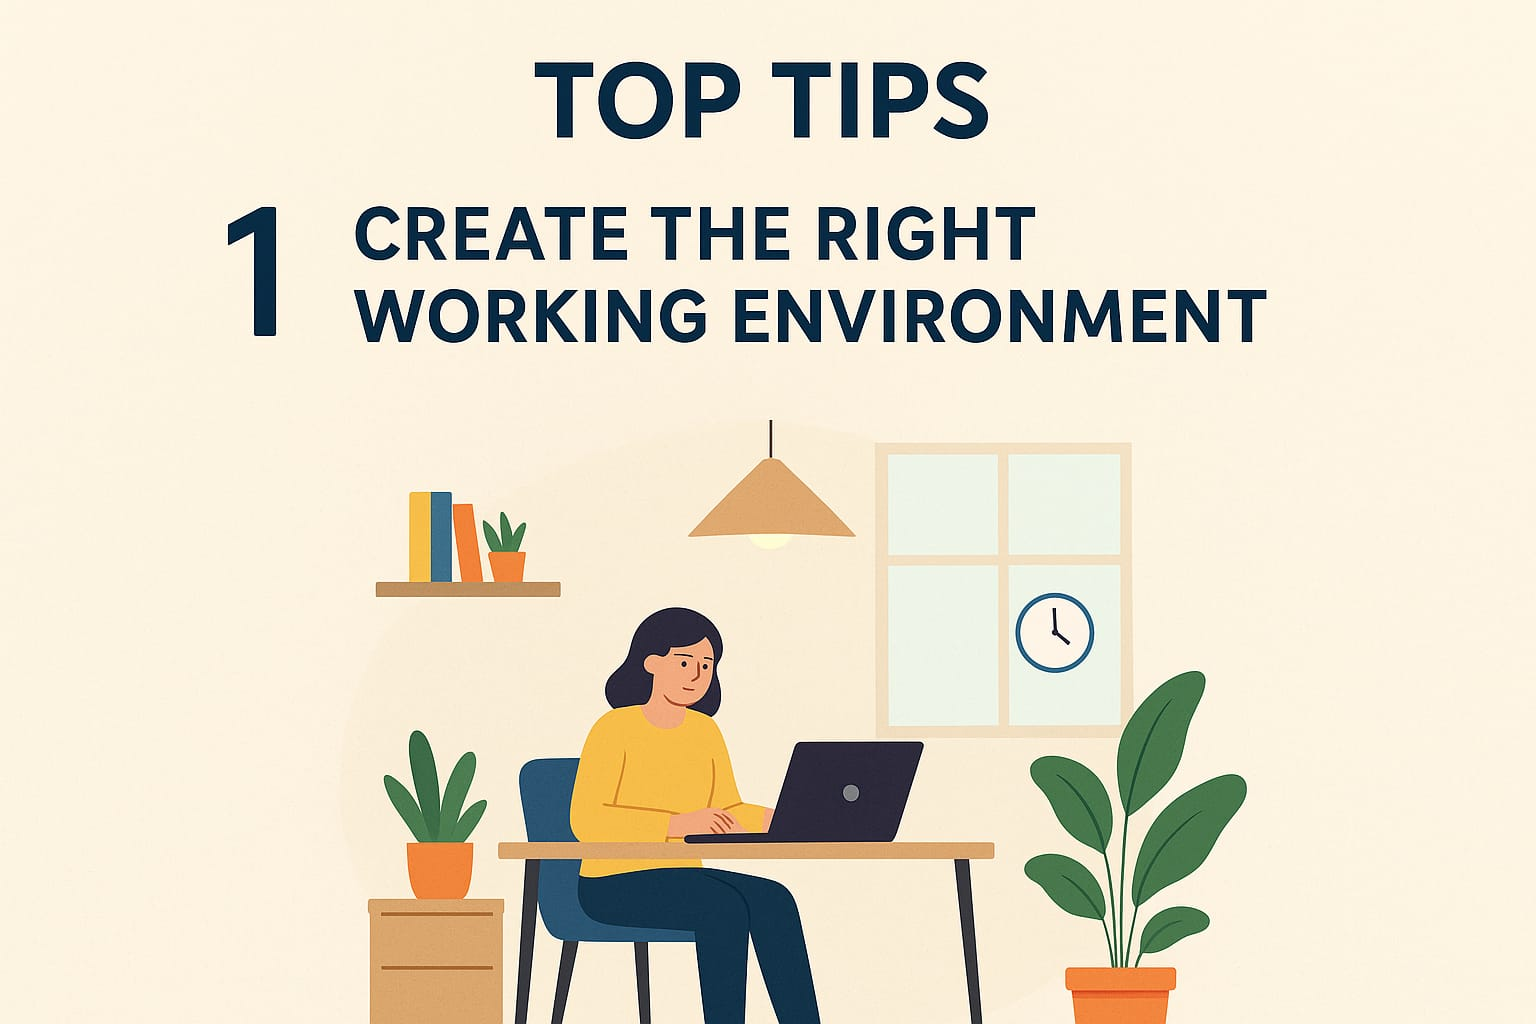 TOP TIPS
1 CREATE THE RIGHT
WORKING ENVIRONMENT